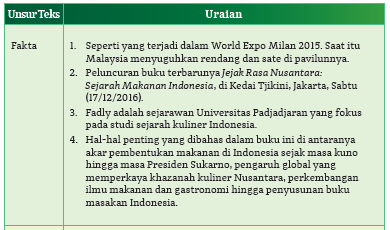 Unsur Teks Uraian
Fakta 1. Seperti yang terjadi dalam World Expo Milan 2015. Saat itu
Malaysia menyuguhkan rendang dan sate di pavilunnya.
2. Peluncuran buku terbarunya Jejak Rasa Nusantara:
Sejarah Makanan Indonesia, di Kedai Tjikini, Jakarta, Sabtu
(17/12/2016).
3. Fadly adalah sejarawan Universitas Padjadjaran yang fokus
pada studi sejarah kuliner Indonesia.
4. Hal-hal penting yang dibahas dalam buku ini di antaranya
akar pembentukan makanan di Indonesia sejak masa kuno
hingga masa Presiden Sukarno, pengaruh global yang
memperkaya khazanah kuliner Nusantara, perkembangan
ilmu makanan dan gastronomi hingga penyusunan buku
masakan Indonesia.